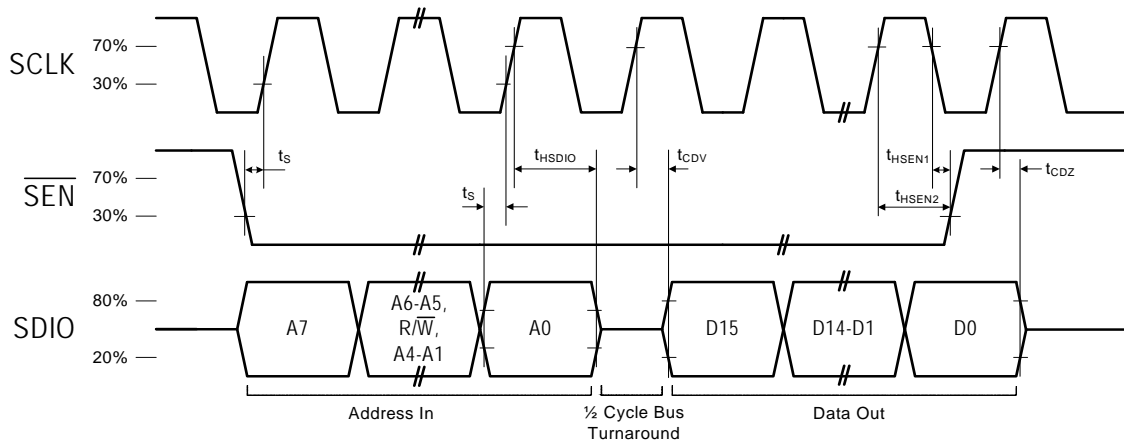 SCLK
70%
30%
tS
tHSDIO
tCDV
tHSEN1
tCDZ
SEN
70%
30%
tS
tHSEN2
SDIO
80%
20%
A7
A6-A5,
R/W,
A4-A1
A0
D15
D14-D1
D0
Address In
½ Cycle Bus
Turnaround
Data Out